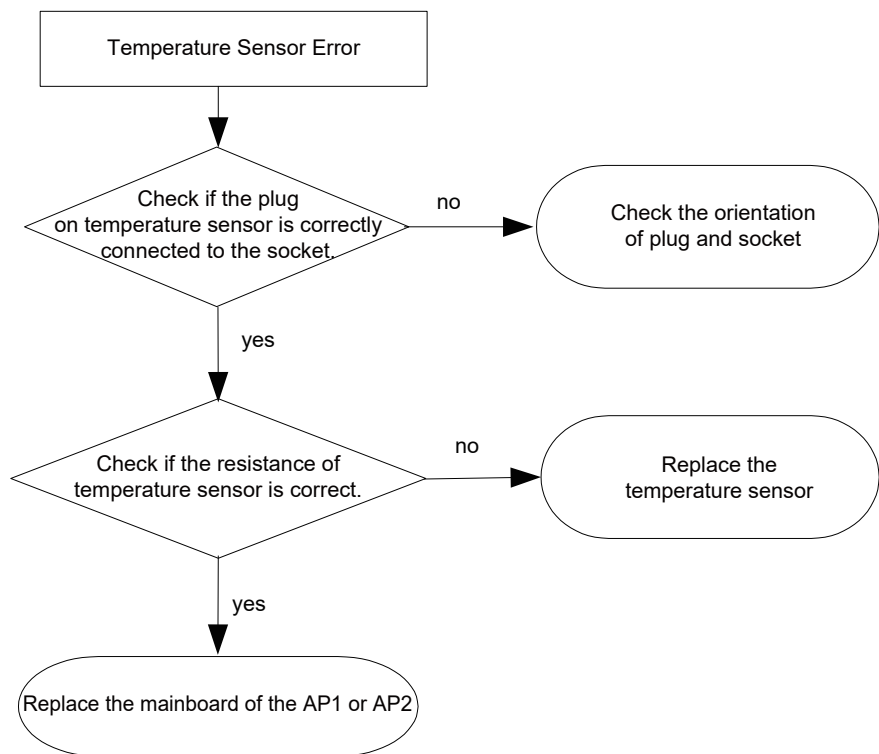 Temperature Sensor Error
Check if the plug
on temperature sensor is correctly
connected to the socket.
no
Check the orientation
of plug and socket
yes
Check if the resistance of
temperature sensor is correct.
no
Replace the
temperature sensor
yes
Replace the mainboard of the AP1 or AP2